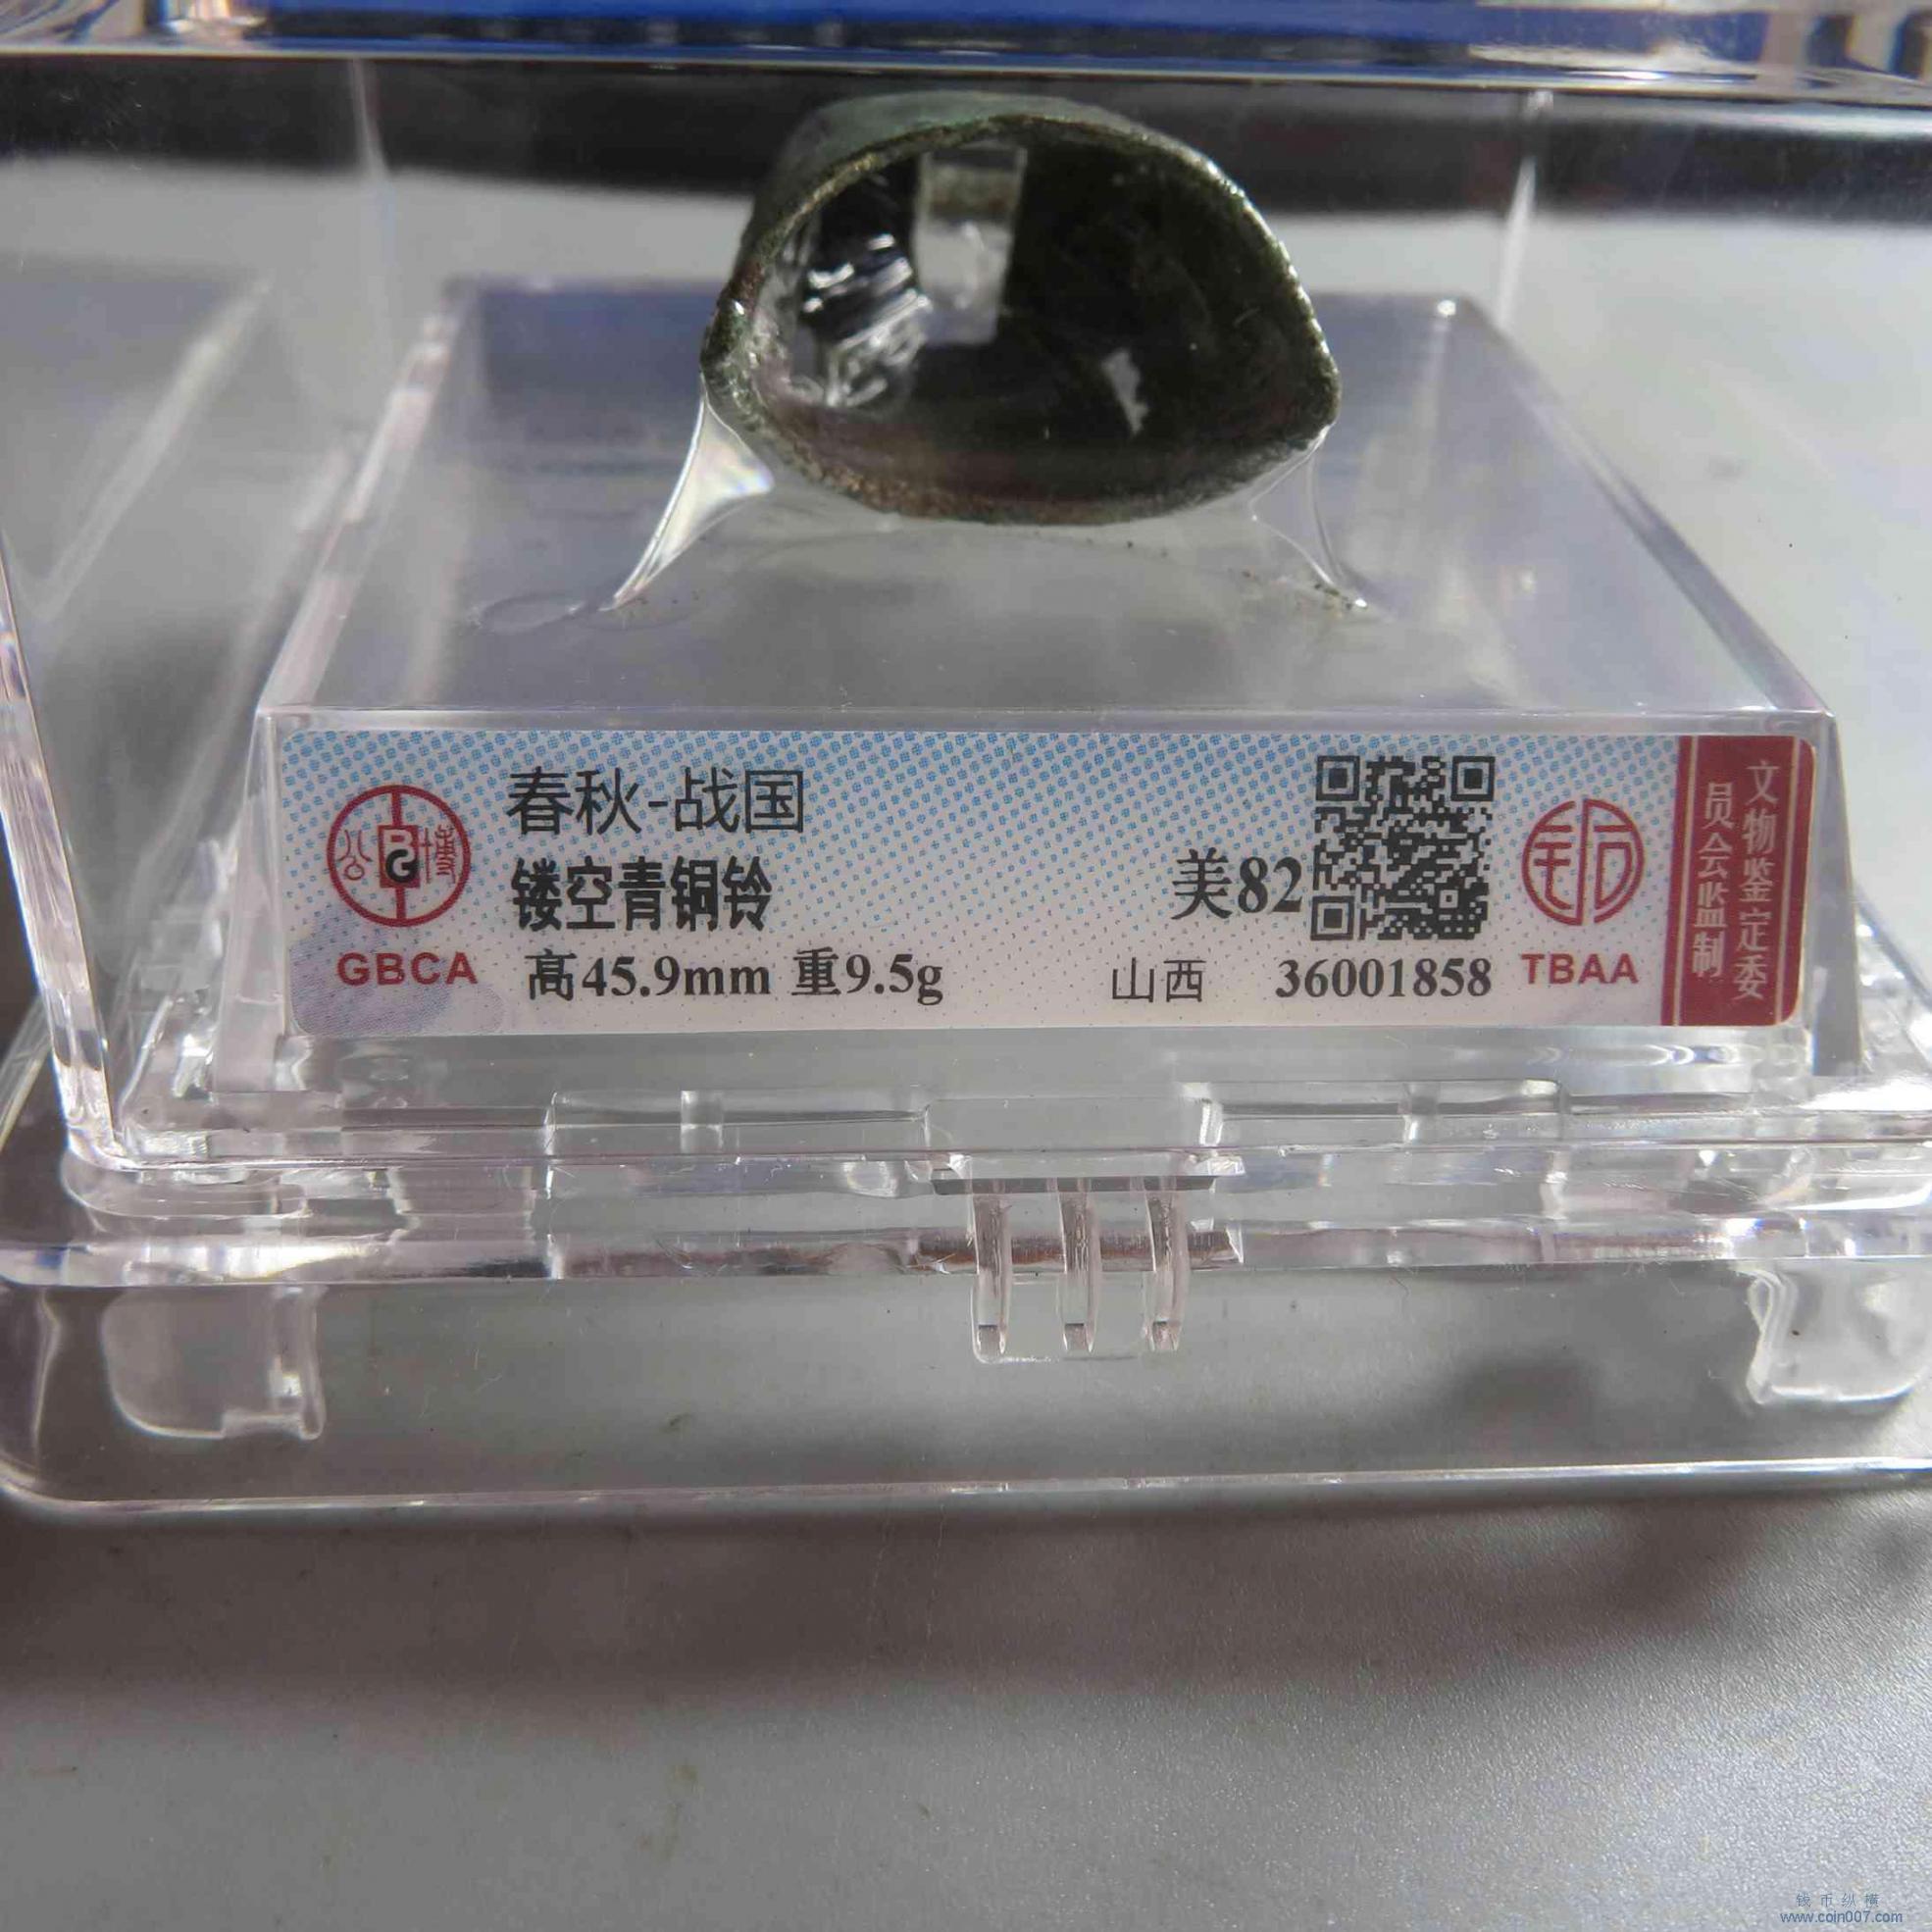 春秋-战国
镂空青铜铃
高45.9mm 重9.5g
公博
GBCA
美82
山西
36001858
TBAA
文物鉴定委
员会监制
钱币纵横
www.coin007.com